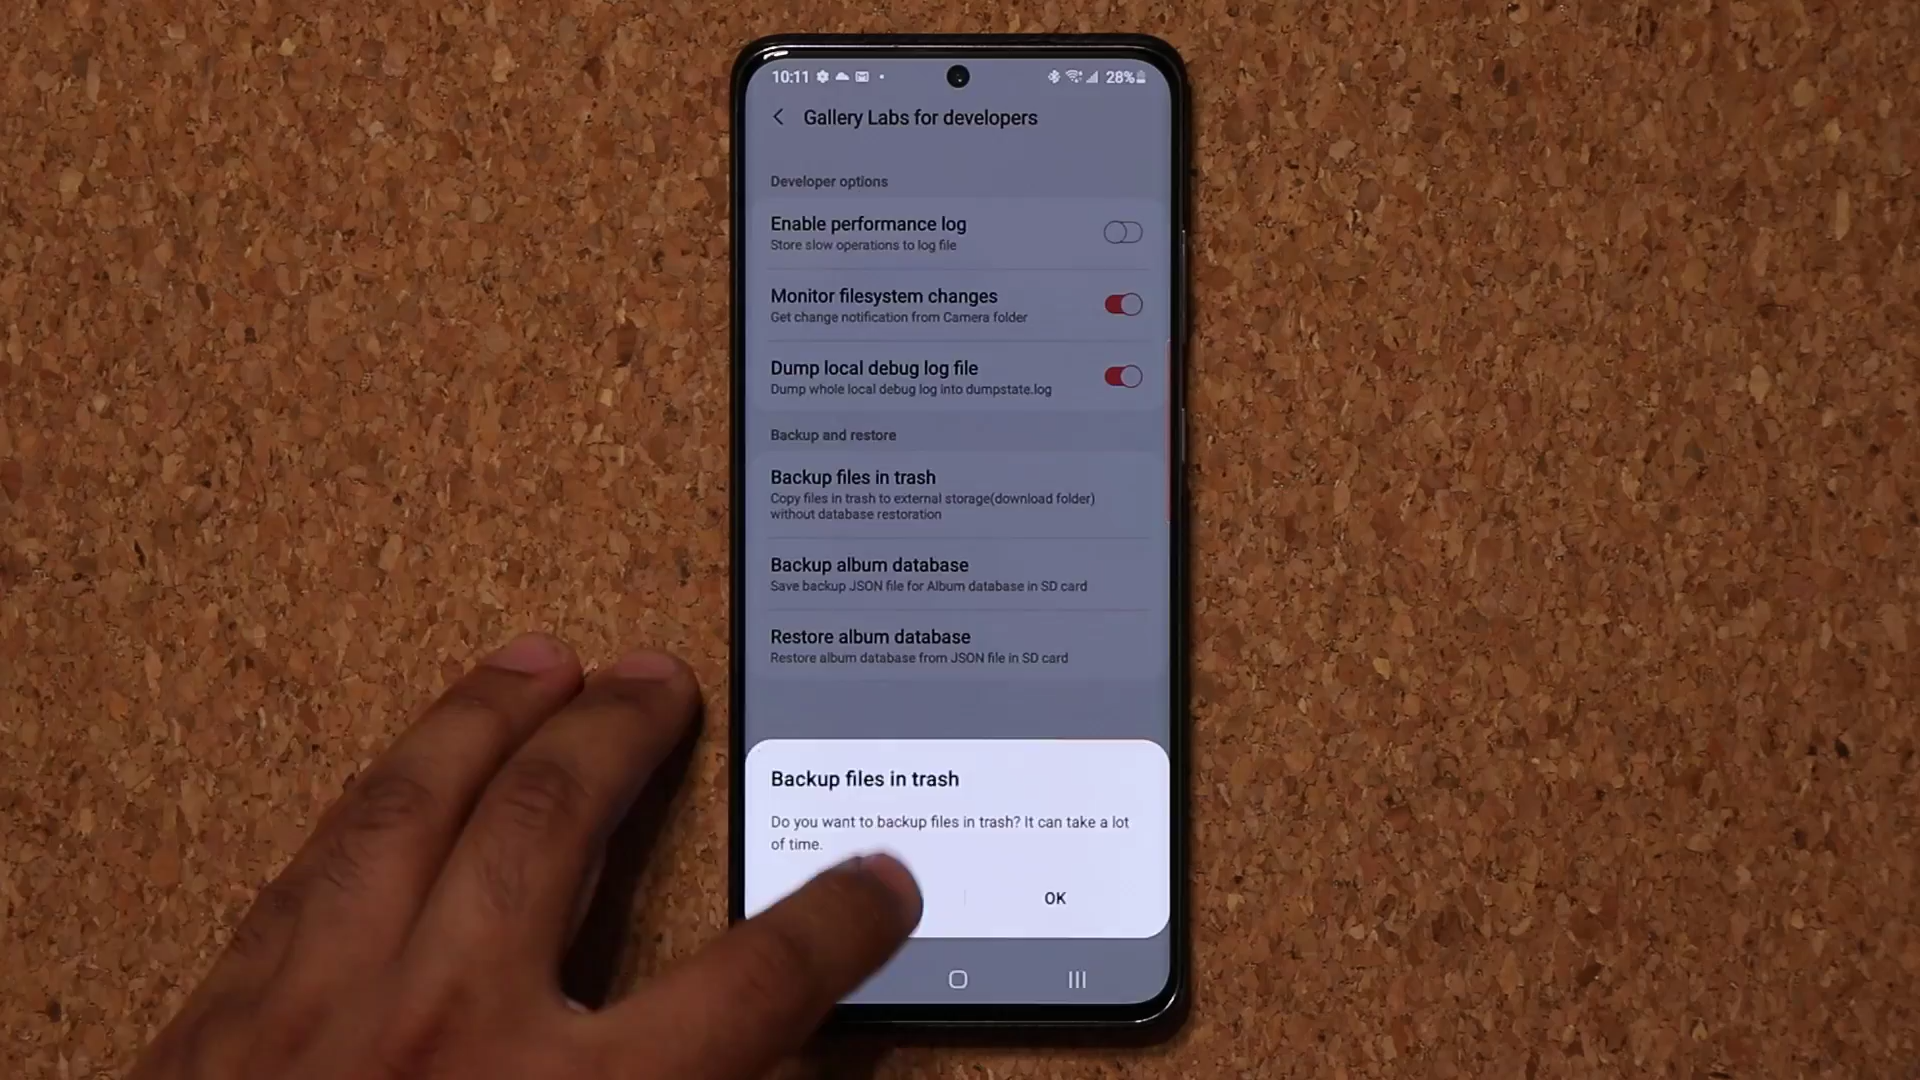 10:11 28%
Gallery Labs for developers
Developer options
Enable performance log
Store slow operations to log file
Monitor filesystem changes
Get change notification from Camera folder
Dump local debug log file
Dump whole local debug log into dumpstate.log
Backup and restore
Backup files in trash
Copy files in trash to external storage(download folder)
without database restoration
Backup album database
Save backup JSON file for Album database in SD card
Restore album database
Restore album database from JSON file in SD card
Backup files in trash
Do you want to backup files in trash? It can take a lot
of time.
OK